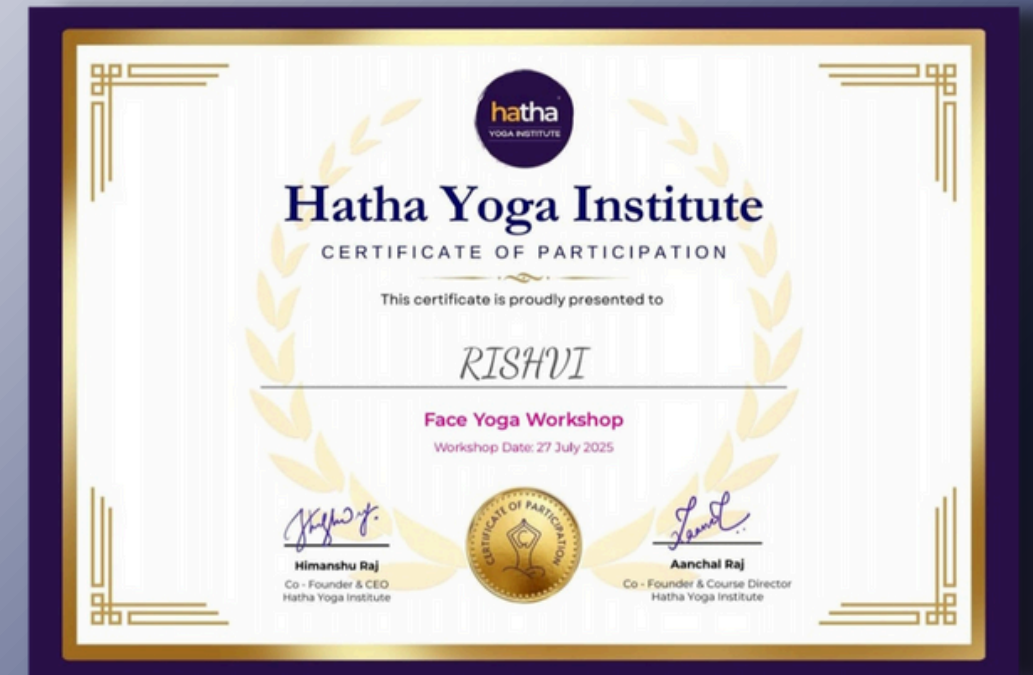 hatha
YOGA INSTITUTE
Hatha Yoga Institute
CERTIFICATE OF PARTICIPATION
This certificate is proudly presented to
RISHVI
Face Yoga Workshop
Workshop Date: 27 July 2025
CERTIFICATE OF PARTICIPATION
Himanshu Raj
Co - Founder & CEO
Hatha Yoga Institute
Aanchal Raj
Co - Founder & Course Director
Hatha Yoga Institute